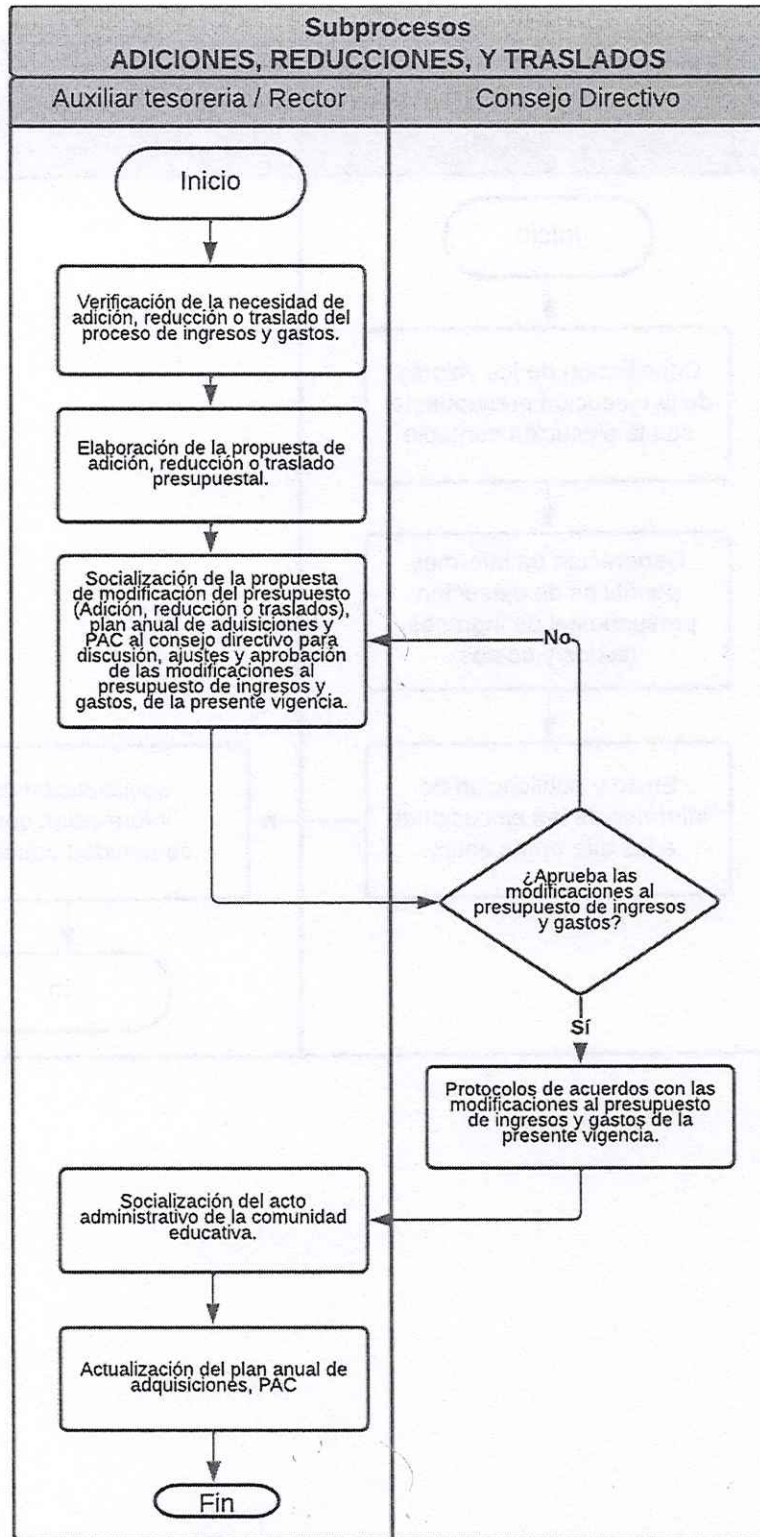 Subprocesos
ADICIONES, REDUCCIONES, Y TRASLADOS
Auxiliar tesoreria / Rector
Consejo Directivo
Inicio
Verificación de la necesidad de
adición, reducción o traslado del
proceso de ingresos y gastos.
Elaboración de la propuesta de
adición, reducción o traslado
presupuestal.
Socialización de la propuesta
de modificación del presupuesto
(Adición, reducción o traslados),
plan anual de aduisiciones y
PAC al consejo directivo para
discusión, ajustes y aprobación
de las modificaciones al
presupuesto de ingresos y
gastos, de la presente vigencia.
No
¿Aprueba las
modificaciones al
presupuesto de ingresos
y gastos?
Sí
Protocolos de acuerdos con las
modificaciones al presupuesto
de ingresos y gastos de la
presente vigencia.
Socialización del acto
administrativo de la comunidad
educativa.
Actualización del plan anual de
adquisiciones, PAC
Fin